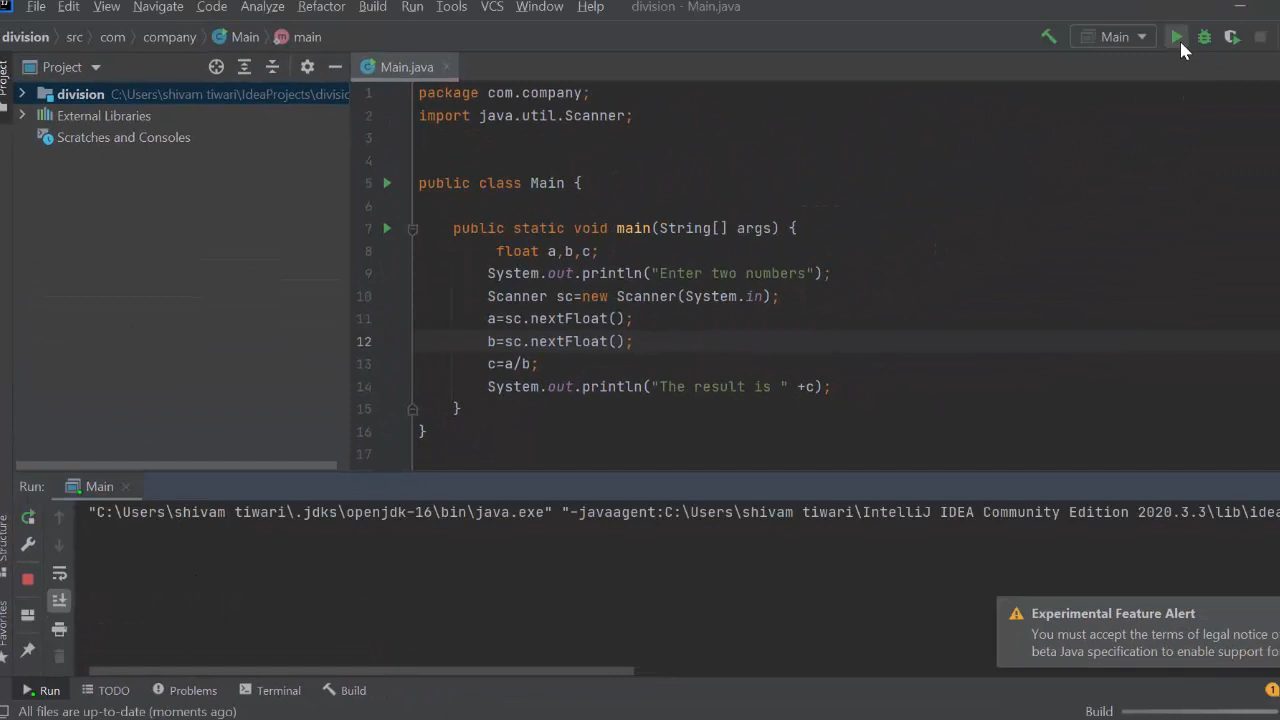 File Edit View Navigate Code Analyze Refactor Build Run Tools VCS Window Help division - Main.java
division src com company Main main Main
Project Main.java
division C:\Users\shivam tiwari\IdeaProjects\divisio
External Libraries
Scratches and Consoles
1 package com.company;
2 import java.util.Scanner;
3
4
5 public class Main {
6
7 public static void main(String[] args) {
8 float a,b,c;
9 System.out.println("Enter two numbers");
10 Scanner sc=new Scanner(System.in);
11 a=sc.nextFloat();
12 b=sc.nextFloat();
13 c=a/b;
14 System.out.println("The result is " +c);
15 }
16 }
17
Run: Main
"C:\Users\shivam tiwari\.jdks\openjdk-16\bin\java.exe" "-javaagent:C:\Users\shivam tiwari\IntelliJ IDEA Community Edition 2020.3.3\lib\idea
Experimental Feature Alert
You must accept the terms of legal notice o
beta Java specification to enable support fo
Project
Structure
Favorites
Run TODO Problems Terminal Build 1
All files are up-to-date (moments ago) Build